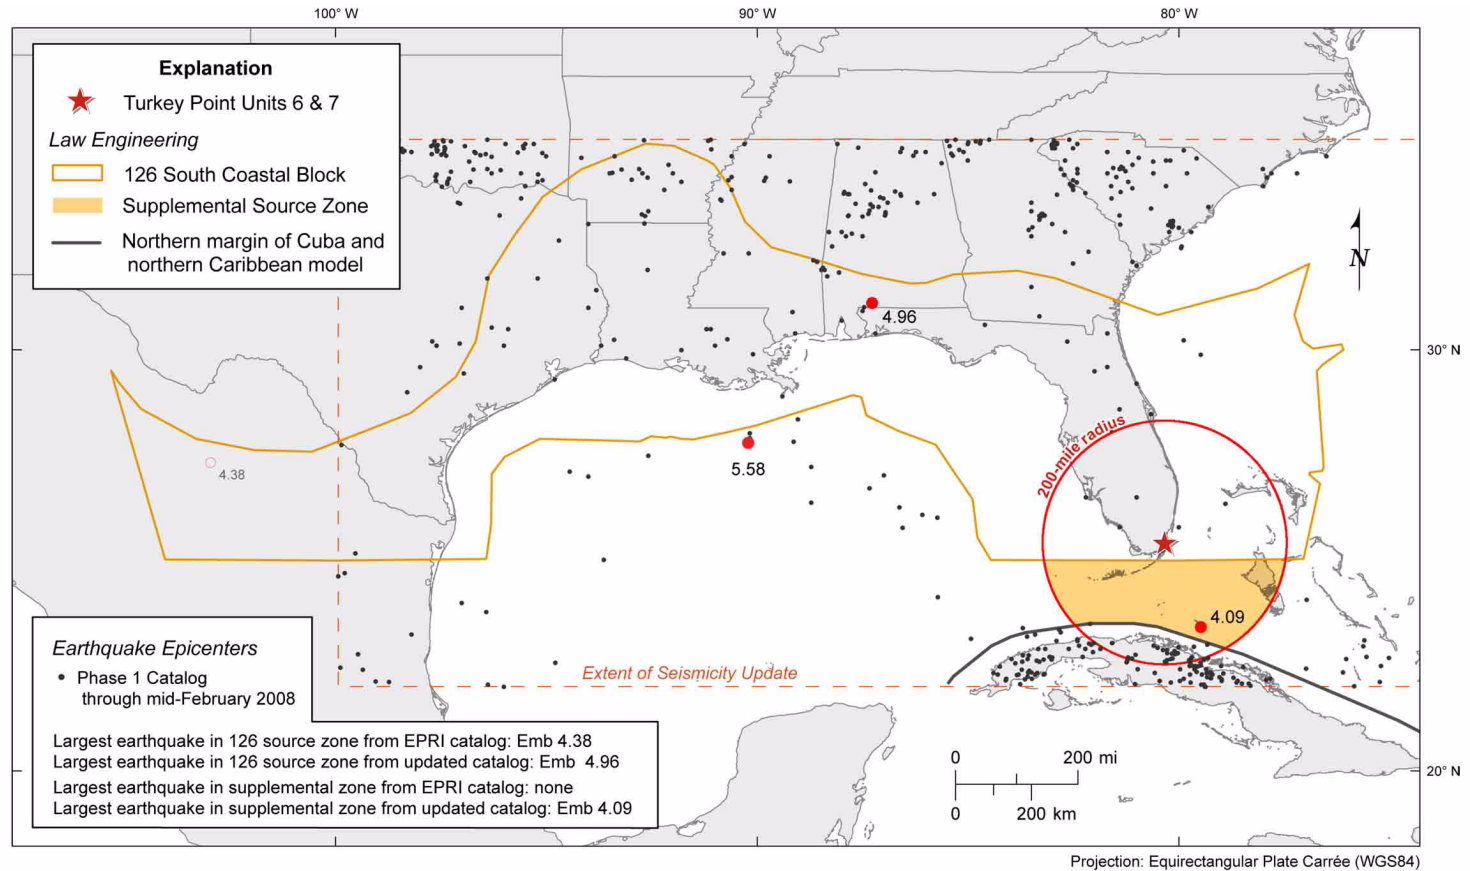 100° W
90° W
80° W
Explanation
Turkey Point Units 6 & 7
Law Engineering
126 South Coastal Block
Supplemental Source Zone
Northern margin of Cuba and
northern Caribbean model
N
4.96
30° N
200-mile radius
4.38
5.58
4.09
Earthquake Epicenters
Phase 1 Catalog
through mid-February 2008
Extent of Seismicity Update
Largest earthquake in 126 source zone from EPRI catalog: Emb 4.38
Largest earthquake in 126 source zone from updated catalog: Emb 4.96
Largest earthquake in supplemental zone from EPRI catalog: none
Largest earthquake in supplemental zone from updated catalog: Emb 4.09
0 200 mi
0 200 km
20° N
Projection: Equirectangular Plate Carrée (WGS84)